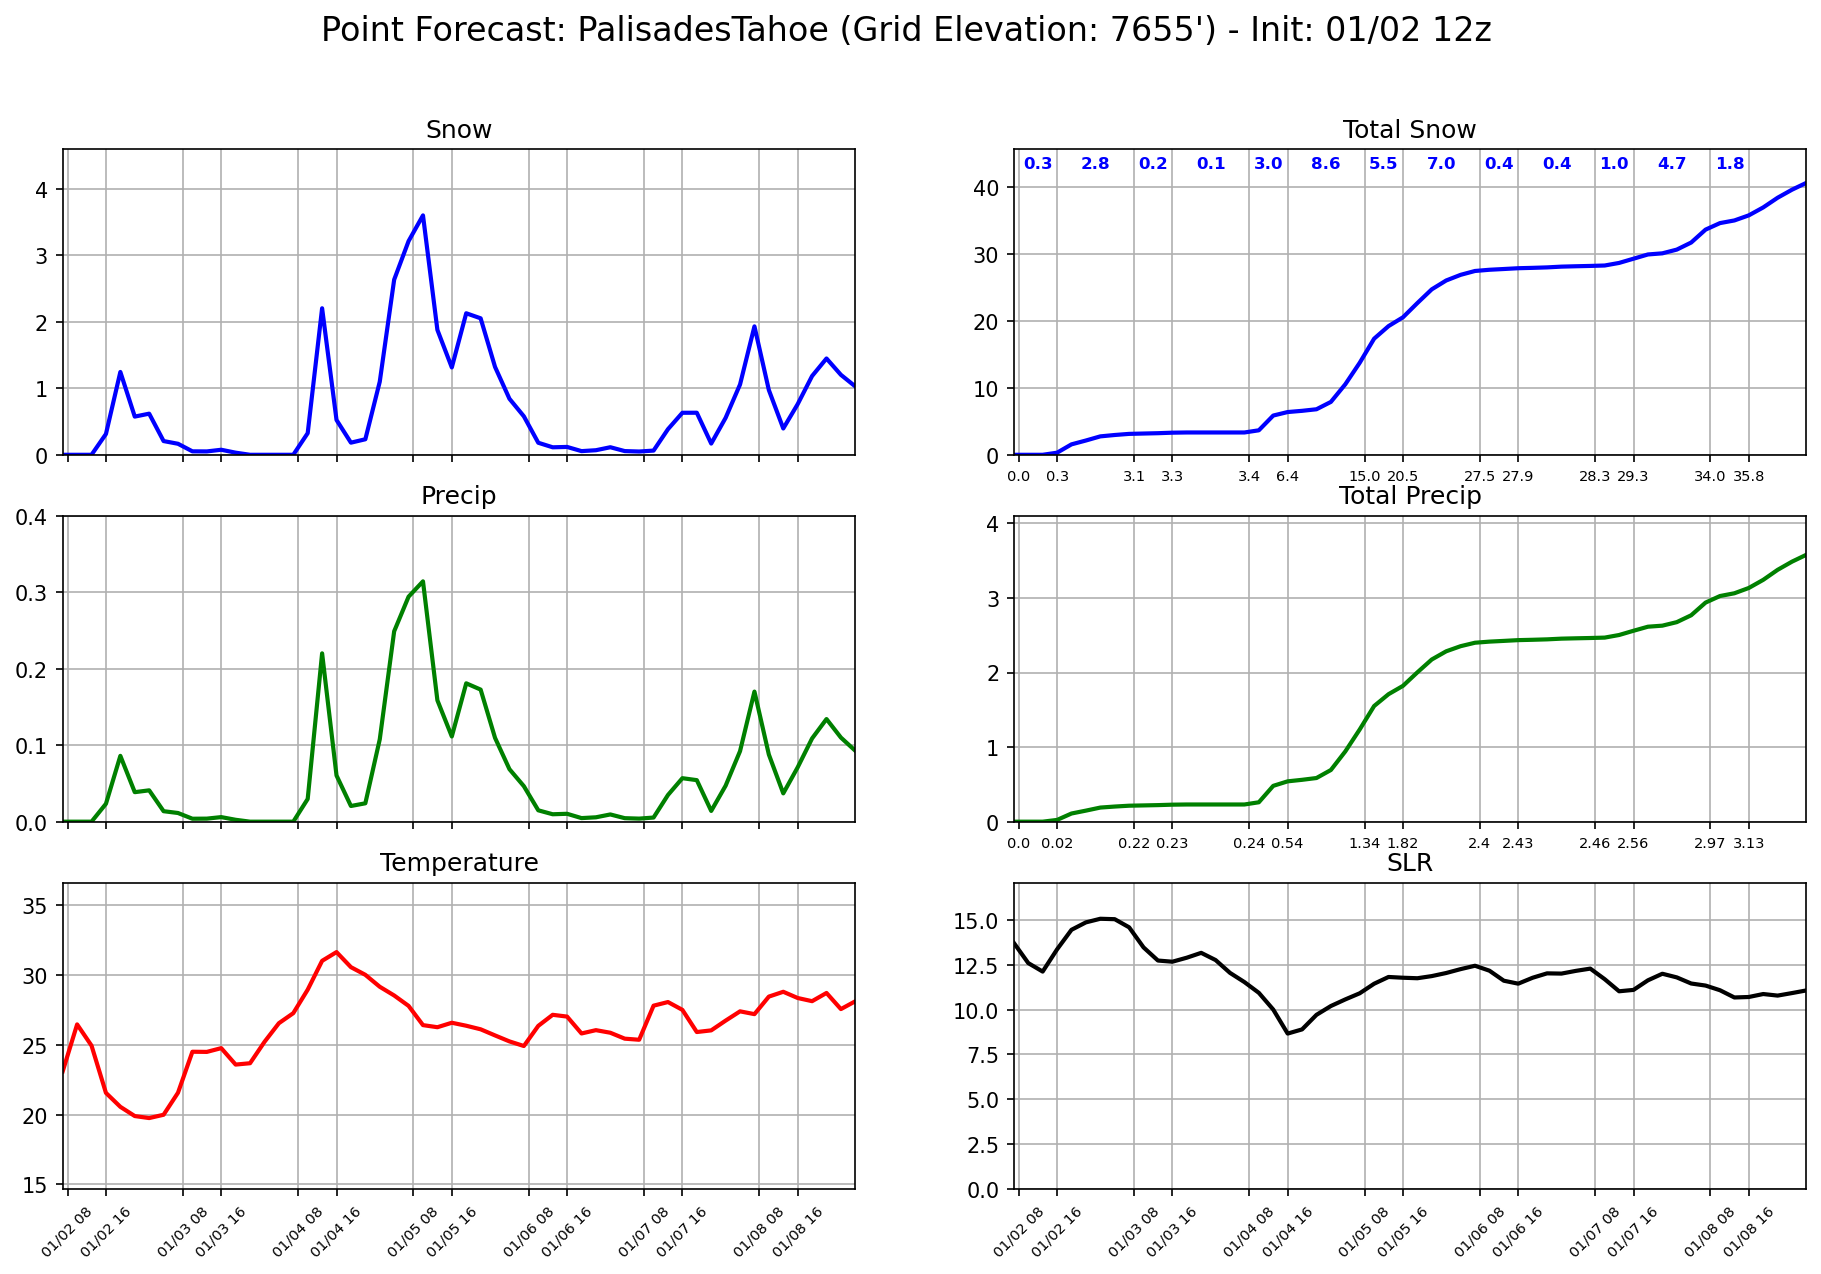 Point Forecast: PalisadesTahoe (Grid Elevation: 7655') - Init: 01/02 12z
Snow
4
3
2
1
0
Total Snow
0.3 2.8 0.2 0.1 3.0 8.6 5.5 7.0 0.4 0.4 1.0 4.7 1.8
40
30
20
10
0
0.0 0.3 3.1 3.3 3.4 6.4 15.0 20.5 27.5 27.9 28.3 29.3 34.0 35.8
Precip
0.4
0.3
0.2
0.1
0.0
Total Precip
4
3
2
1
0
0.0 0.02 0.22 0.23 0.24 0.54 1.34 1.82 2.4 2.43 2.46 2.56 2.97 3.13
Temperature
35
30
25
20
15
01/02 08 01/02 16 01/03 08 01/03 16 01/04 08 01/04 16 01/05 08 01/05 16 01/06 08 01/06 16 01/07 08 01/07 16 01/08 08 01/08 16
SLR
15.0
12.5
10.0
7.5
5.0
2.5
0.0
01/02 08 01/02 16 01/03 08 01/03 16 01/04 08 01/04 16 01/05 08 01/05 16 01/06 08 01/06 16 01/07 08 01/07 16 01/08 08 01/08 16